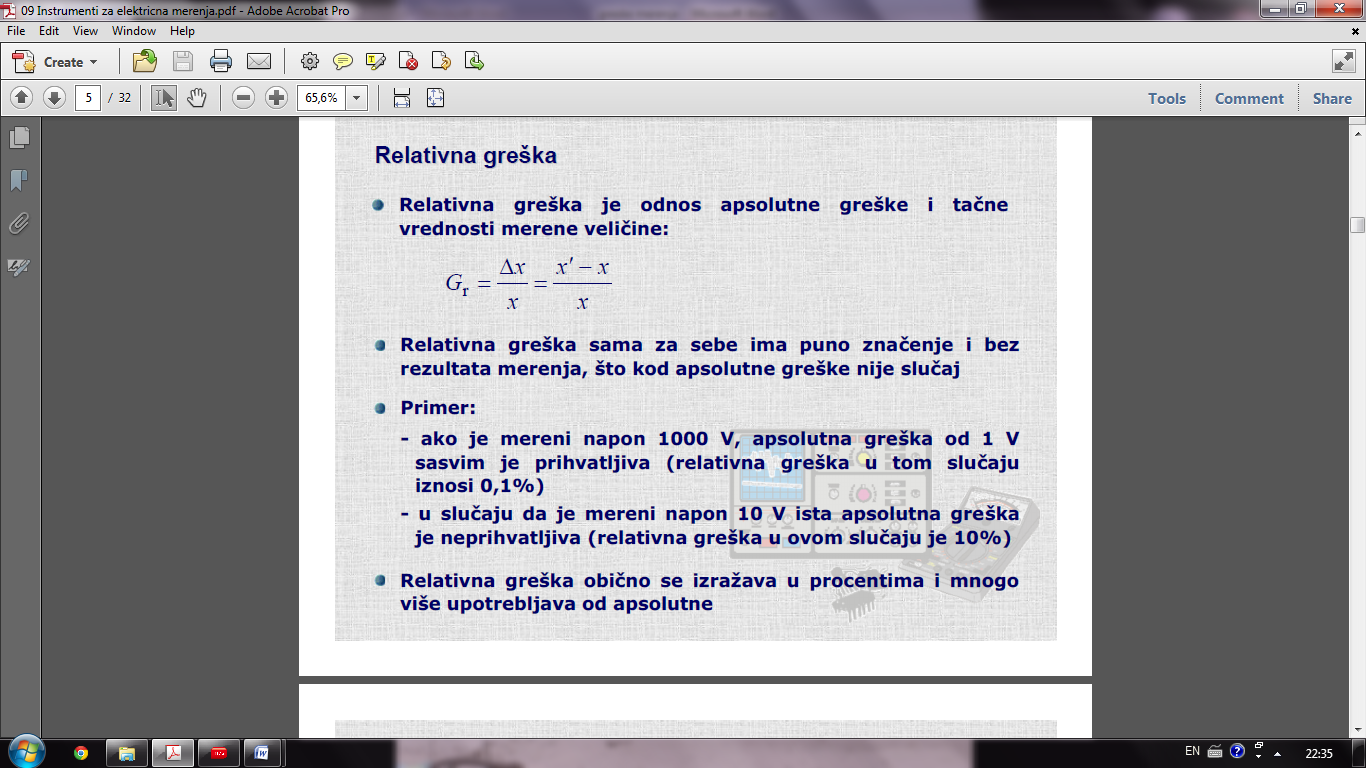 09 Instrumenti za elektricna merenja.pdf - Adobe Acrobat Pro
File Edit View Window Help
Create
5 / 32 65,6% Tools Comment Share
Relativna greška
Relativna greška je odnos apsolutne greške i tačne
vrednosti merene veličine:
Gr = Δx / x = x′ − x / x
Relativna greška sama za sebe ima puno značenje i bez
rezultata merenja, što kod apsolutne greške nije slučaj
Primer:
- ako je mereni napon 1000 V, apsolutna greška od 1 V
sasvim je prihvatljiva (relativna greška u tom slučaju
iznosi 0,1%)
- u slučaju da je mereni napon 10 V ista apsolutna greška
je neprihvatljiva (relativna greška u ovom slučaju je 10%)
Relativna greška obično se izražava u procentima i mnogo
više upotrebljava od apsolutne
EN 22:35